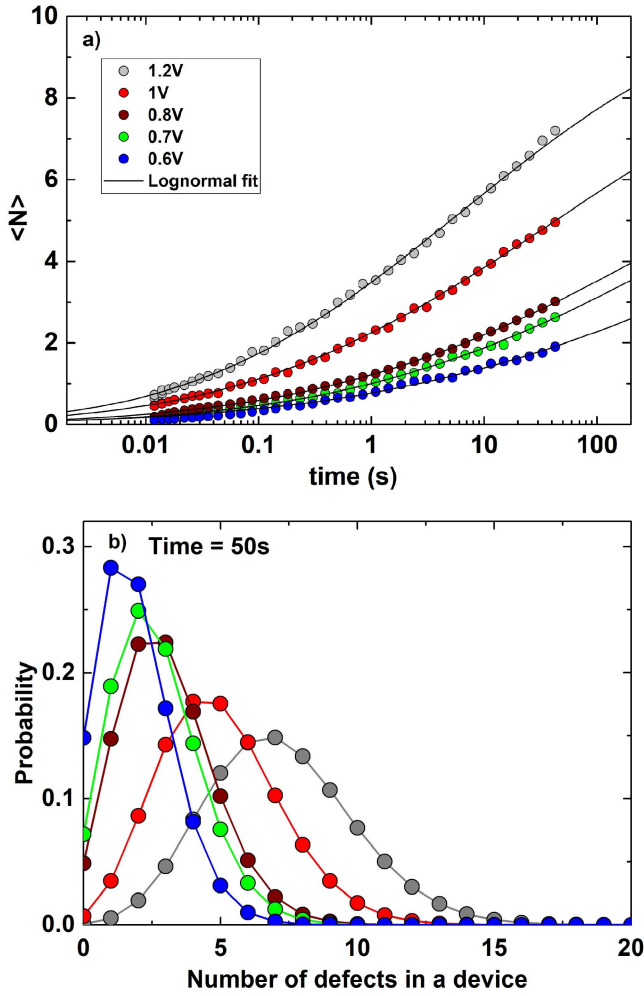 10
a)
1.2V
1V
0.8V
0.7V
0.6V
Lognormal fit
8
6
4
2
0
<N>
0.01 0.1 1 10 100
time (s)
b) Time = 50s
0.3
0.2
0.1
0.0
Probability
0 5 10 15 20
Number of defects in a device